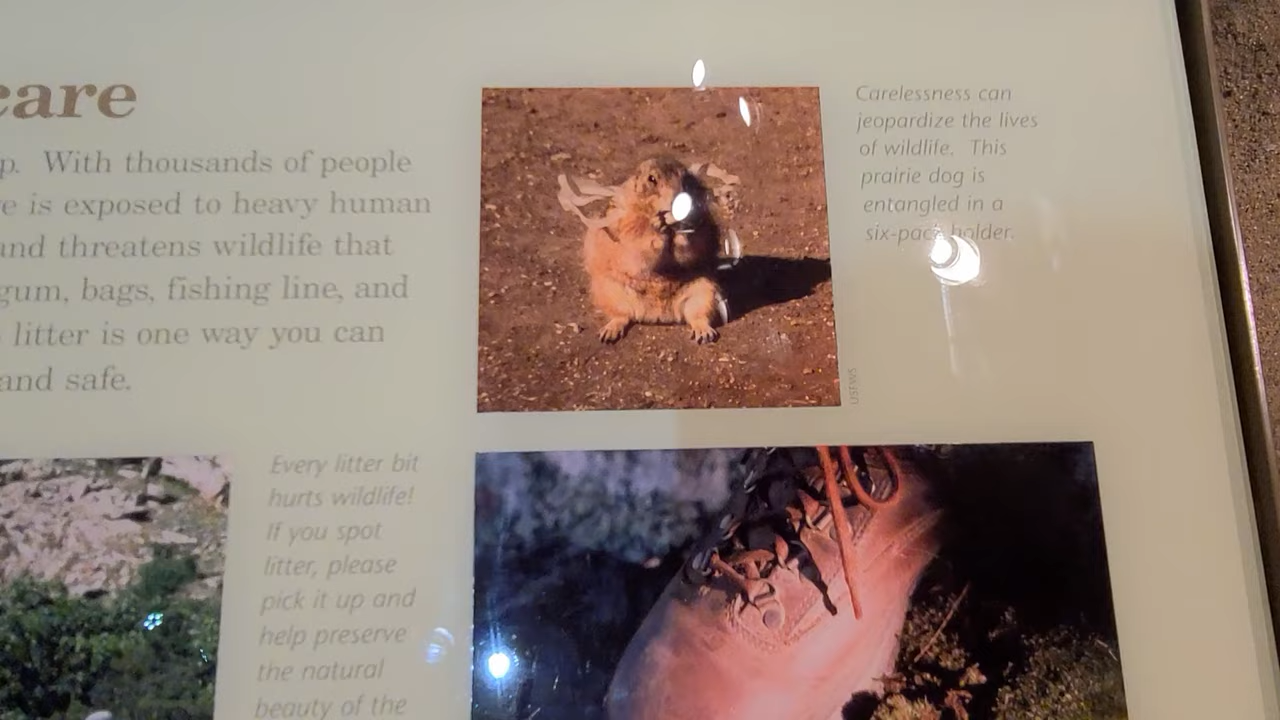 care
p. With thousands of people
e is exposed to heavy human
and threatens wildlife that
gum, bags, fishing line, and
litter is one way you can
and safe.
Carelessness can
jeopardize the lives
of wildlife. This
prairie dog is
entangled in a
six-pack holder.
USFWS
Every litter bit
hurts wildlife!
If you spot
litter, please
pick it up and
help preserve
the natural
beauty of the